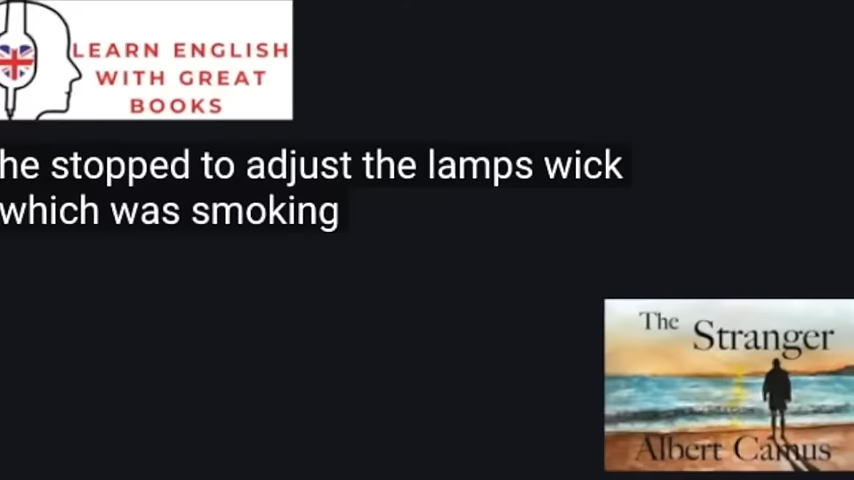 LEARN ENGLISH
WITH GREAT
BOOKS
he stopped to adjust the lamps wick
which was smoking
The Stranger
Albert Camus